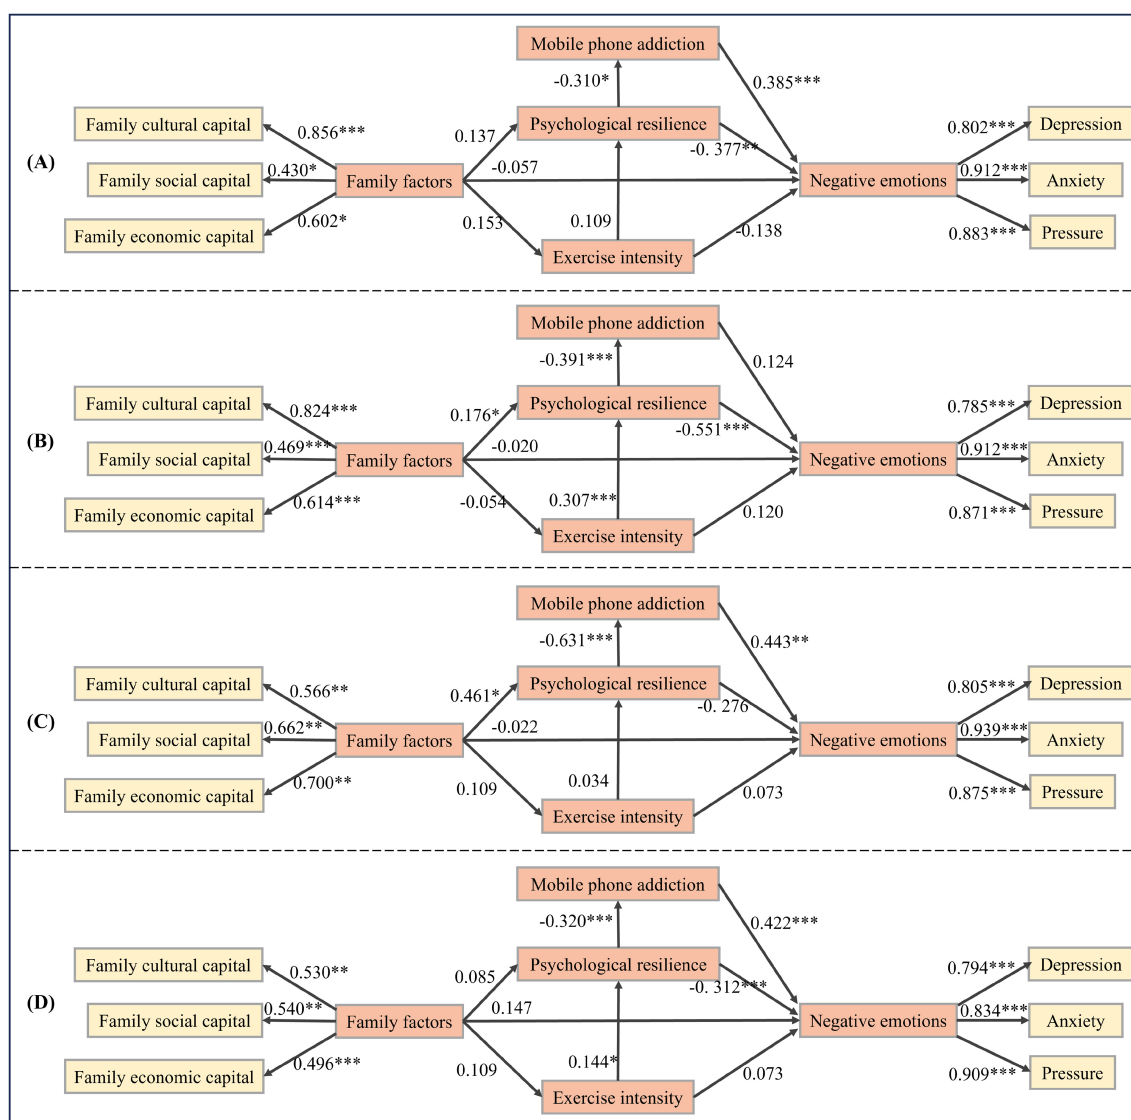 Mobile phone addiction
-0.310*
0.385***
Family cultural capital
0.856***
0.137
Psychological resilience
-0. 377**
0.802***
Depression
(A)
Family social capital
0.430*
Family factors
-0.057
Negative emotions
0.912***
Anxiety
Family economic capital
0.602*
0.153
0.109
-0.138
0.883***
Pressure
Exercise intensity
Mobile phone addiction
-0.391***
0.124
Family cultural capital
0.824***
0.176*
Psychological resilience
-0.551***
0.785***
Depression
(B)
Family social capital
0.469***
Family factors
-0.020
Negative emotions
0.912***
Anxiety
Family economic capital
0.614***
-0.054
0.307***
0.120
0.871***
Pressure
Exercise intensity
Mobile phone addiction
-0.631***
0.443**
Family cultural capital
0.566**
0.461*
Psychological resilience
-0. 276
0.805***
Depression
(C)
Family social capital
0.662**
Family factors
-0.022
Negative emotions
0.939***
Anxiety
Family economic capital
0.700**
0.109
0.034
0.073
0.875***
Pressure
Exercise intensity
Mobile phone addiction
-0.320***
0.422***
Family cultural capital
0.530**
0.085
Psychological resilience
-0. 312***
0.794***
Depression
(D)
Family social capital
0.540**
Family factors
0.147
Negative emotions
0.834***
Anxiety
Family economic capital
0.496***
0.109
0.144*
0.073
0.909***
Pressure
Exercise intensity